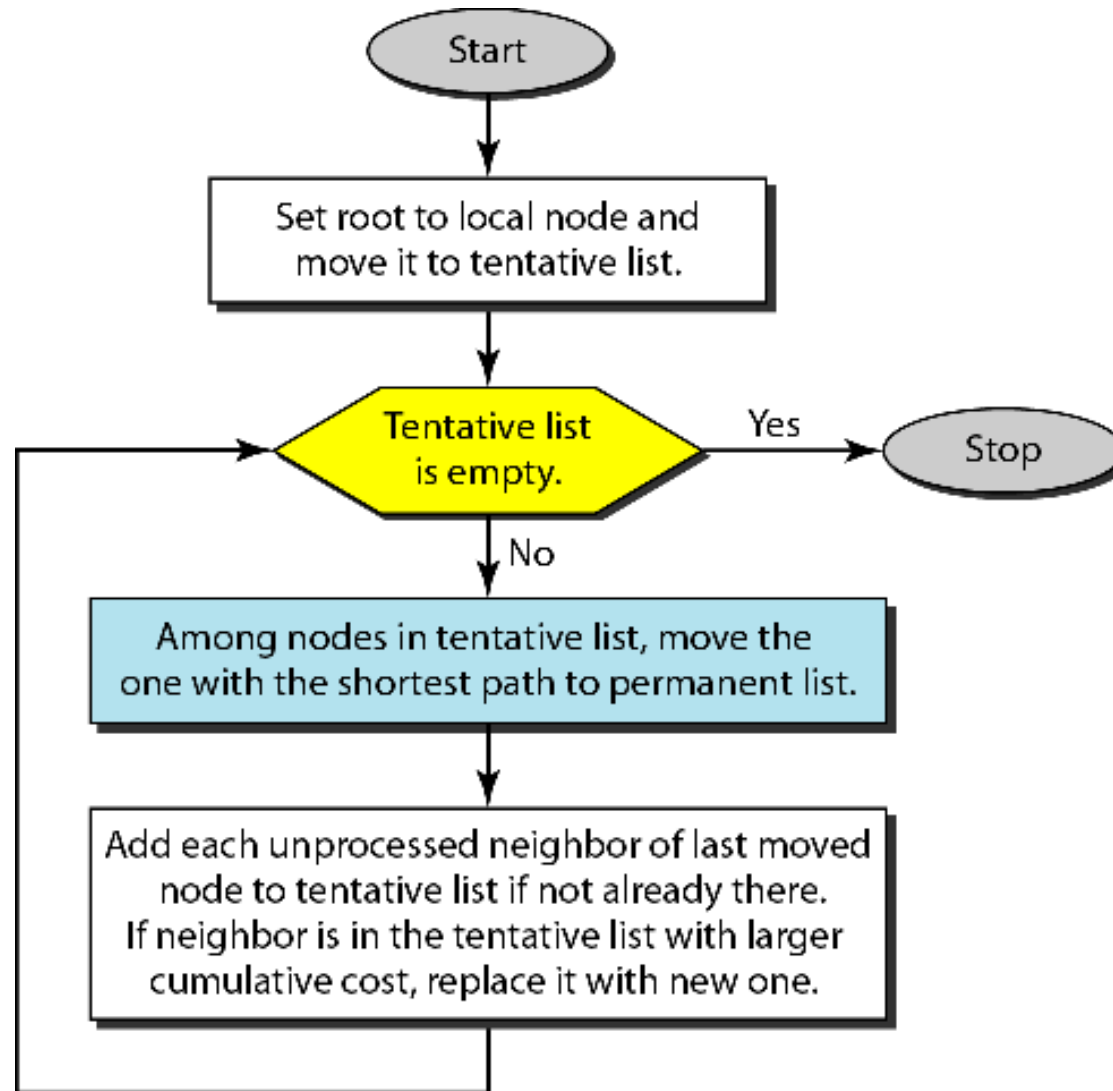 Start
Set root to local node and
move it to tentative list.
Tentative list
is empty.
Yes
Stop
No
Among nodes in tentative list, move the
one with the shortest path to permanent list.
Add each unprocessed neighbor of last moved
node to tentative list if not already there.
If neighbor is in the tentative list with larger
cumulative cost, replace it with new one.